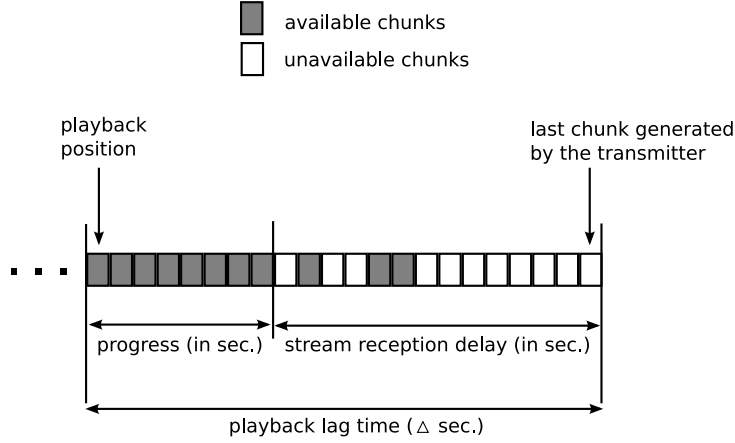 available chunks
unavailable chunks
playback
position
last chunk generated
by the transmitter
progress (in sec.)
stream reception delay (in sec.)
playback lag time (△ sec.)